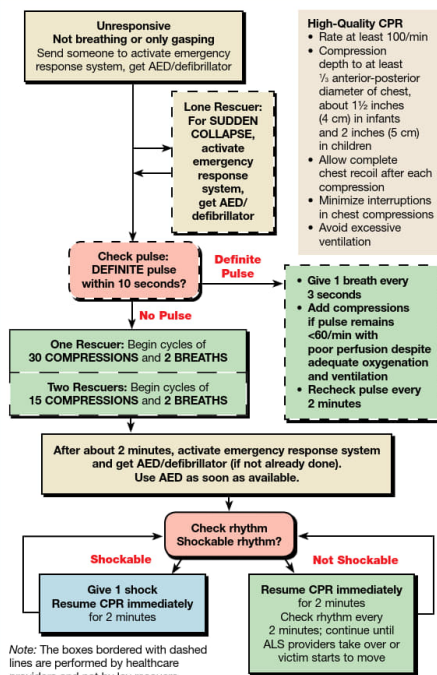 Unresponsive
Not breathing or only gasping
Send someone to activate emergency
response system, get AED/defibrillator
High-Quality CPR
• Rate at least 100/min
• Compression
depth to at least
⅓ anterior-posterior
diameter of chest,
about 1½ inches
(4 cm) in infants
and 2 inches (5 cm)
in children
• Allow complete
chest recoil after each
compression
• Minimize interruptions
in chest compressions
• Avoid excessive
ventilation
Lone Rescuer:
For SUDDEN
COLLAPSE,
activate
emergency
response
system,
get AED/
defibrillator
Check pulse:
DEFINITE pulse
within 10 seconds?
Definite
Pulse
• Give 1 breath every
3 seconds
• Add compressions
if pulse remains
<60/min with
poor perfusion despite
adequate oxygenation
and ventilation
• Recheck pulse every
2 minutes
No Pulse
One Rescuer: Begin cycles of
30 COMPRESSIONS and 2 BREATHS
Two Rescuers: Begin cycles of
15 COMPRESSIONS and 2 BREATHS
After about 2 minutes, activate emergency response system
and get AED/defibrillator (if not already done).
Use AED as soon as available.
Check rhythm
Shockable rhythm?
Shockable
Not Shockable
Give 1 shock
Resume CPR immediately
for 2 minutes
Resume CPR immediately
for 2 minutes
Check rhythm every
2 minutes; continue until
ALS providers take over or
victim starts to move
Note: The boxes bordered with dashed
lines are performed by healthcare